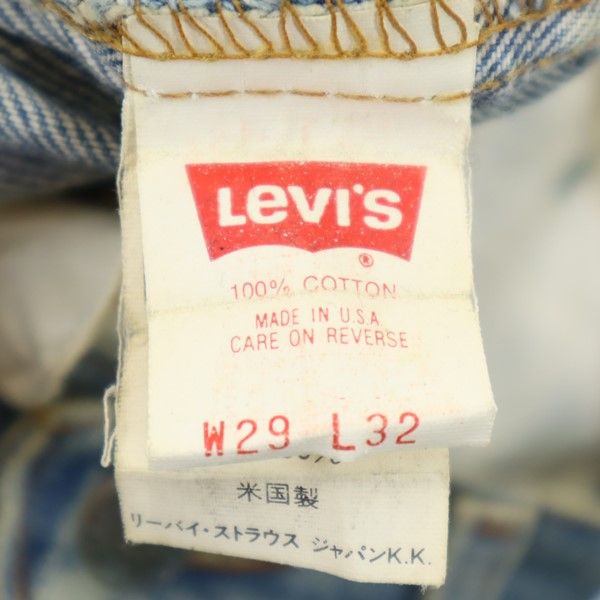 Levi's
®
100% COTTON
MADE IN U.S.A.
CARE ON REVERSE
W29 L32
米国製
リーバイ・ストラウス ジャパンK.K.